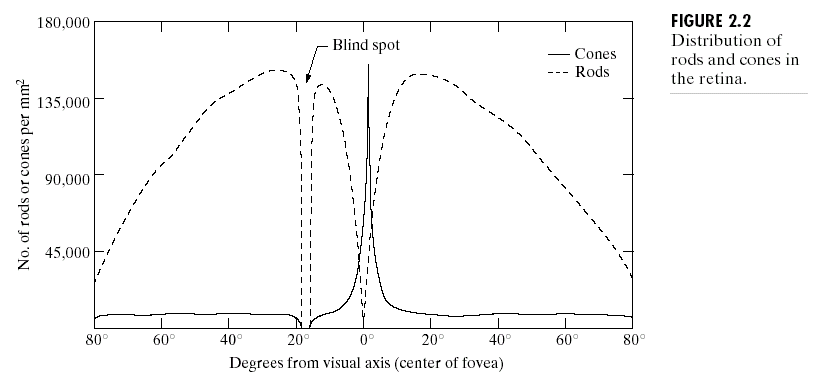 180,000
135,000
90,000
45,000
No. of rods or cones per mm²
Blind spot
Cones
Rods
80° 60° 40° 20° 0° 20° 40° 60° 80°
Degrees from visual axis (center of fovea)
FIGURE 2.2
Distribution of
rods and cones in
the retina.